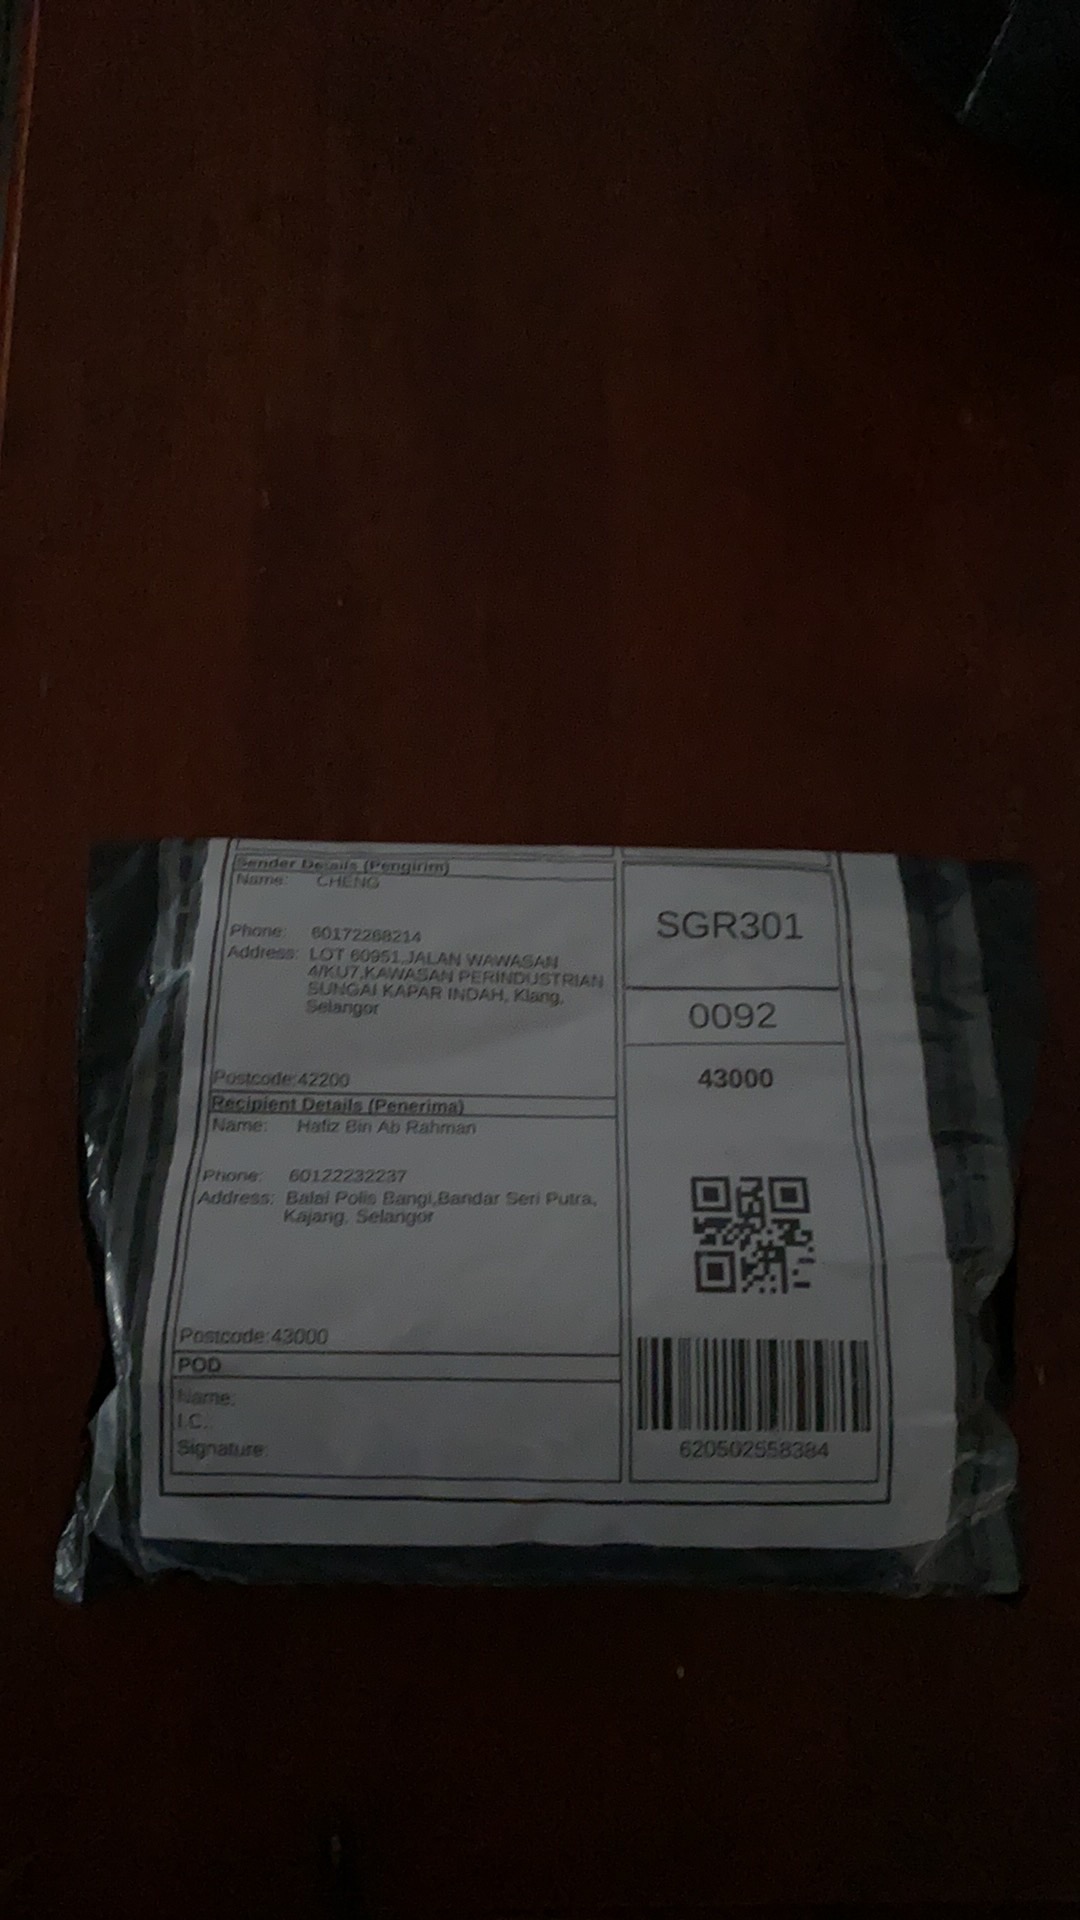 Sender Details (Pengirim)
Name: CHENG
Phone: 60172268214
Address: LOT 60951,JALAN WAWASAN
4/KU7,KAWASAN PERINDUSTRIAN
SUNGAI KAPAR INDAH, Klang,
Selangor
Postcode:42200
Recipient Details (Penerima)
Name: Hafiz Bin Ab Rahman
Phone: 60122232237
Address: Balai Polis Bangi,Bandar Seri Putra,
Kajang, Selangor
Postcode:43000
POD
Name:
I.C.:
Signature:
SGR301
0092
43000
620502558384